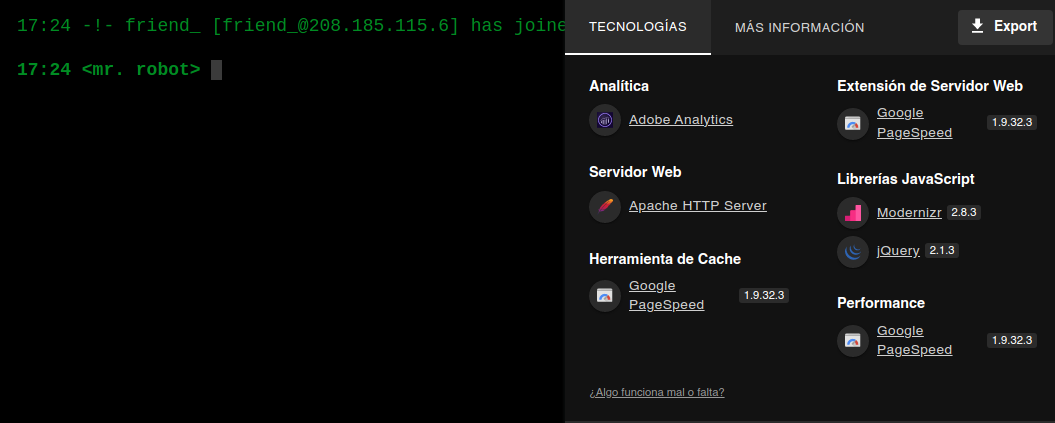 17:24 -!- friend_ [friend_@208.185.115.6] has joine
17:24 <mr. robot>
TECNOLOGÍAS
MÁS INFORMACIÓN
Export
Analítica
Adobe Analytics
Servidor Web
Apache HTTP Server
Herramienta de Cache
Google
PageSpeed
1.9.32.3
Extensión de Servidor Web
Google
PageSpeed
1.9.32.3
Librerías JavaScript
Modernizr 2.8.3
jQuery 2.1.3
Performance
Google
PageSpeed
1.9.32.3
¿Algo funciona mal o falta?